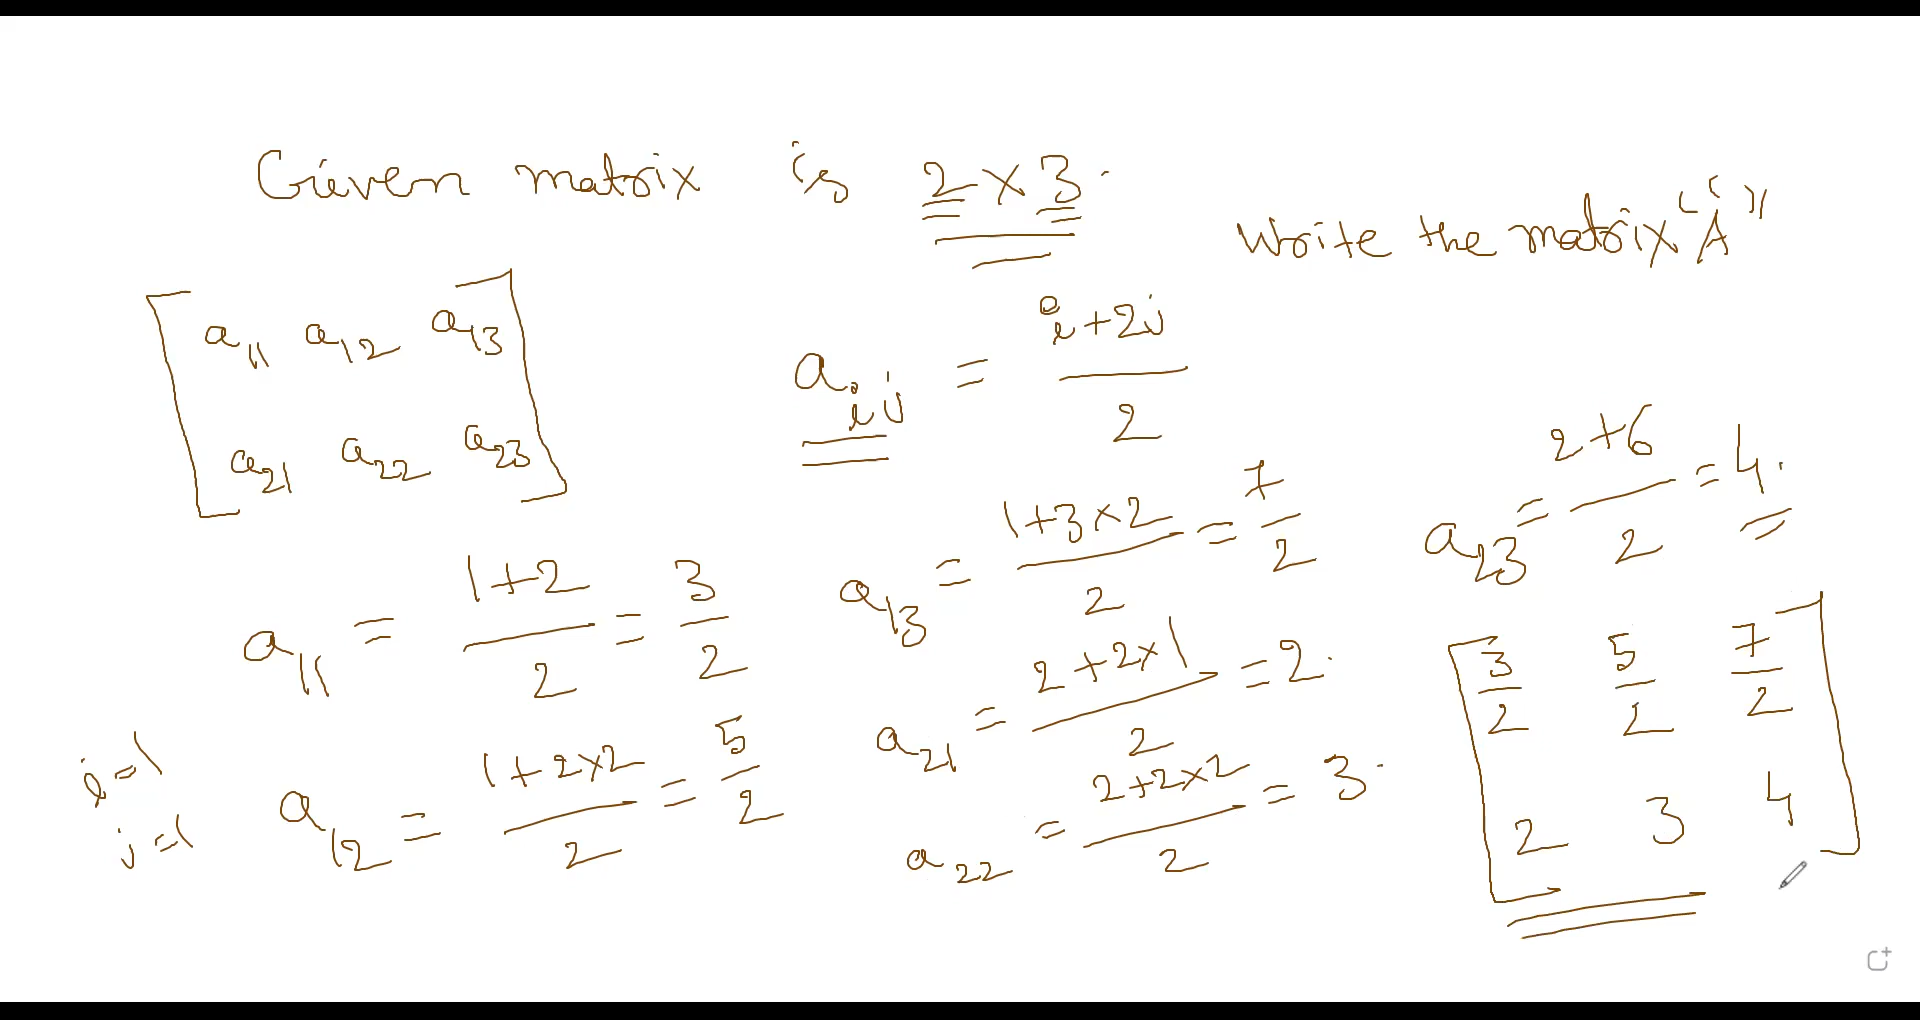 Given matrix is 2 × 3.
Write the matrix "A"
[ a₁₁ a₁₂ a₁₃
a₂₁ a₂₂ a₂₃ ]
aᵢⱼ = (i+2j)/2
a₁₁ = (1+2)/2 = 3/2
i=1
j=1
a₁₂ = (1+2×2)/2 = 5/2
a₁₃ = (1+3×2)/2 = 7/2
a₂₁ = (2+2×1)/2 = 2.
a₂₂ = (2+2×2)/2 = 3.
a₂₃ = (2+6)/2 = 4.
[ 3/2 5/2 7/2
2 3 4 ]